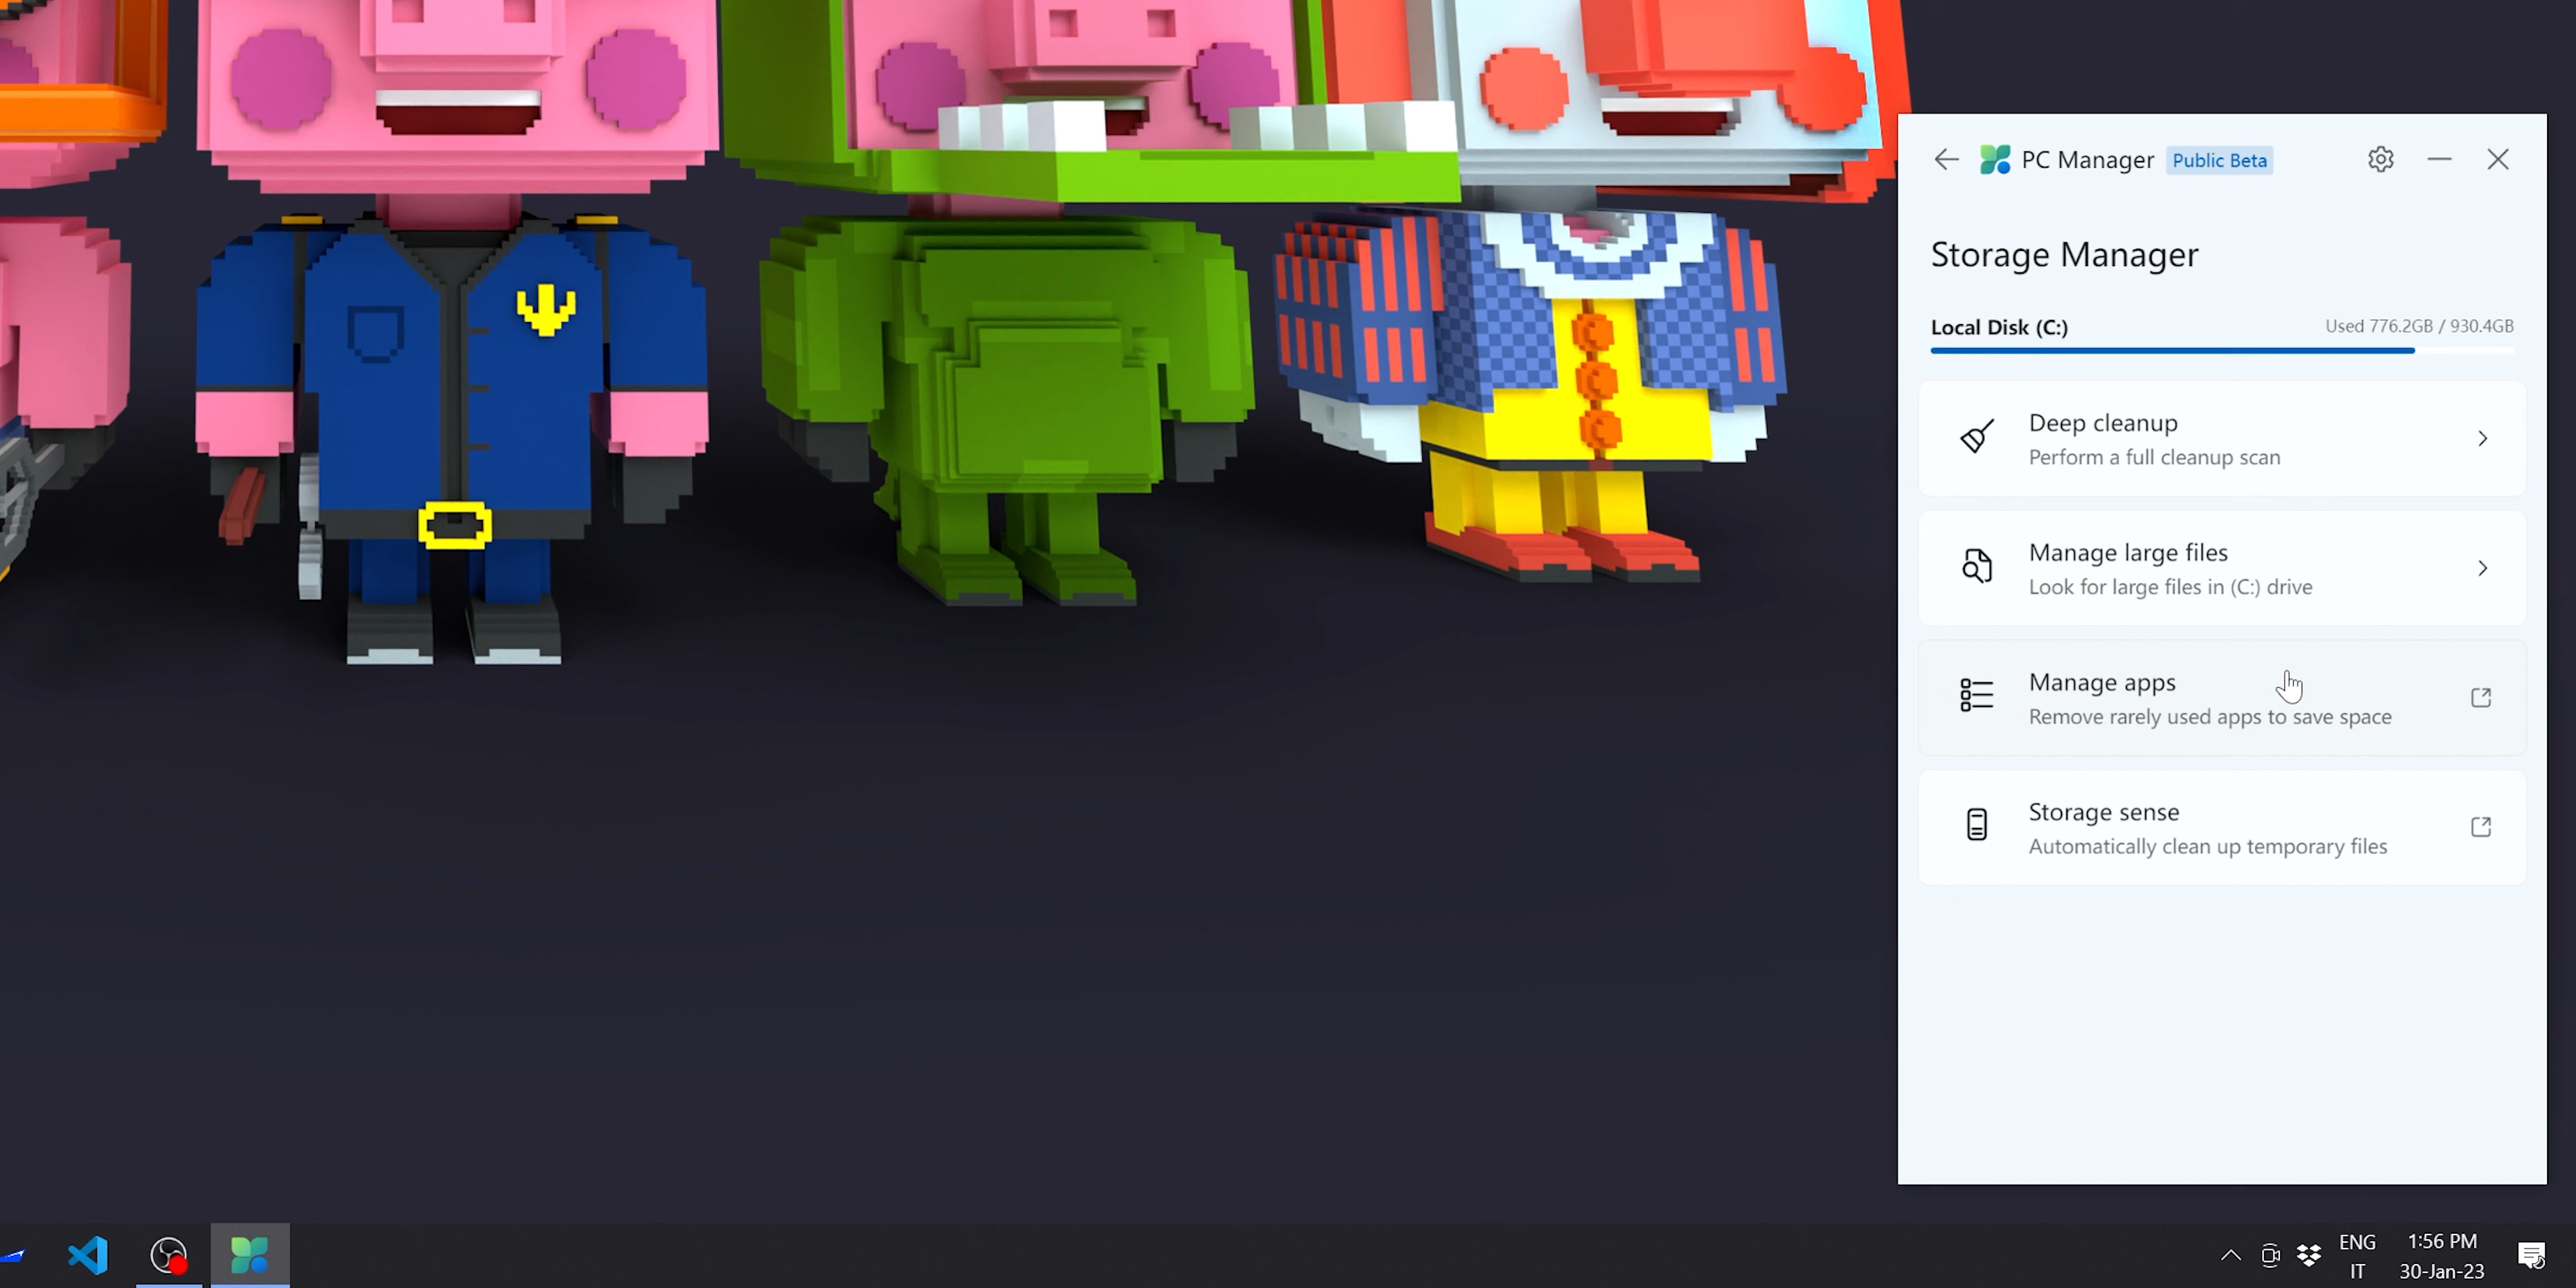 PC Manager Public Beta
Storage Manager
Local Disk (C:) Used 776.2GB / 930.4GB
Deep cleanup
Perform a full cleanup scan
Manage large files
Look for large files in (C:) drive
Manage apps
Remove rarely used apps to save space
Storage sense
Automatically clean up temporary files
ENG 1:56 PM
IT 30-Jan-23